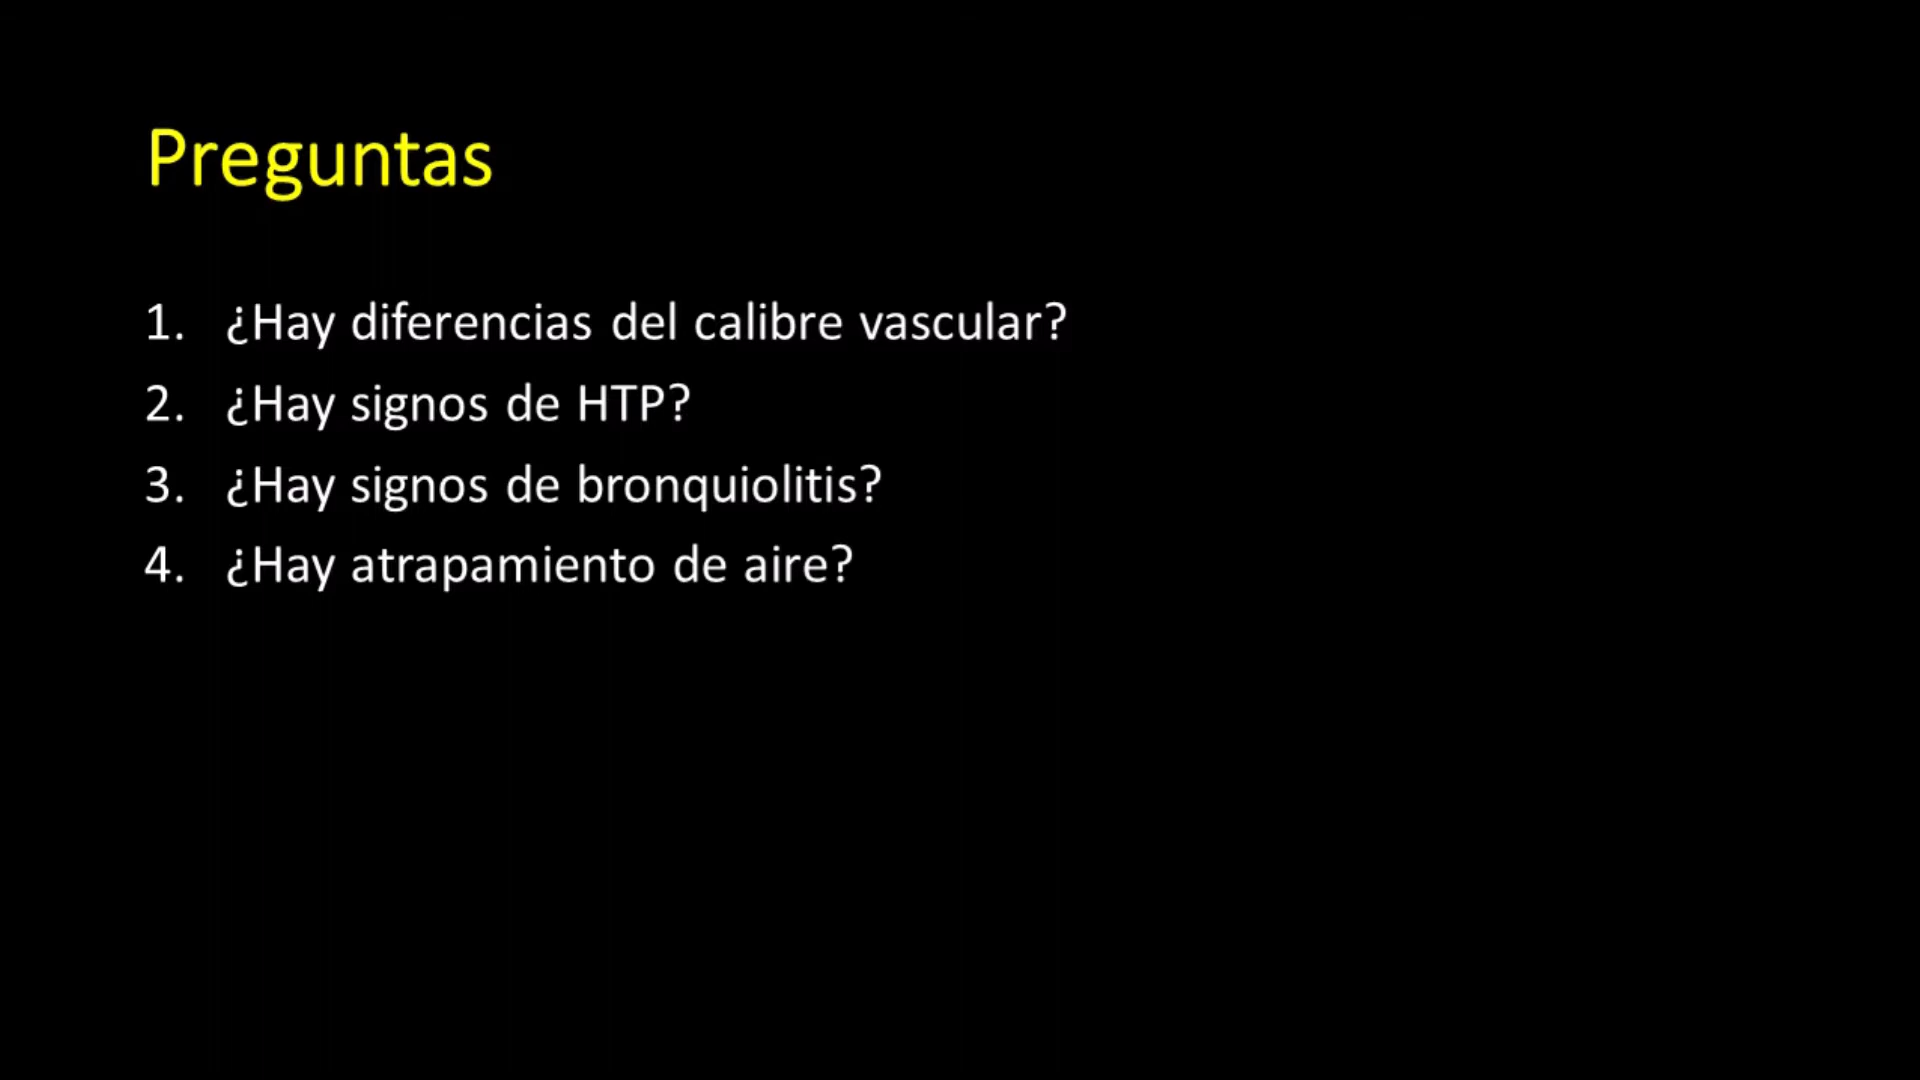 Preguntas
1. ¿Hay diferencias del calibre vascular?
2. ¿Hay signos de HTP?
3. ¿Hay signos de bronquiolitis?
4. ¿Hay atrapamiento de aire?